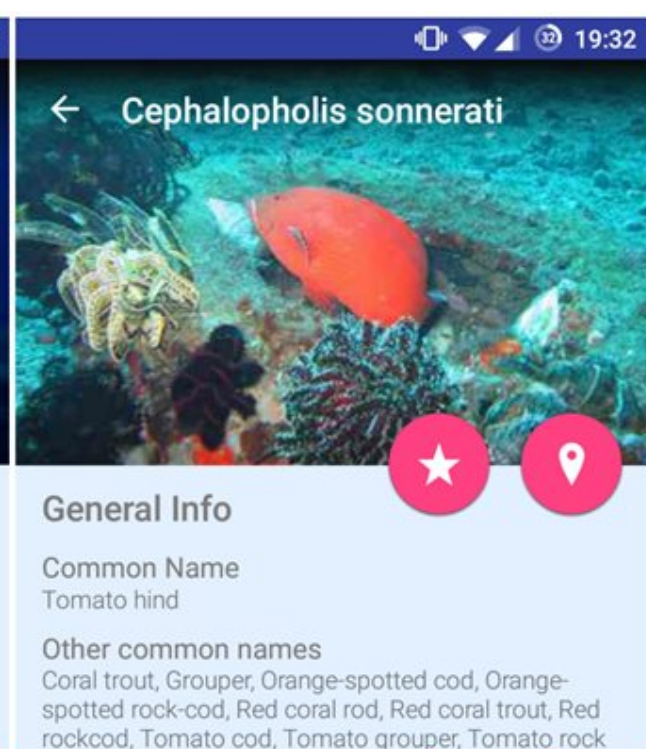 32 19:32
Cephalopholis sonnerati
General Info
Common Name
Tomato hind
Other common names
Coral trout, Grouper, Orange-spotted cod, Orange-
spotted rock-cod, Red coral rod, Red coral trout, Red
rockcod, Tomato cod, Tomato grouper, Tomato rock